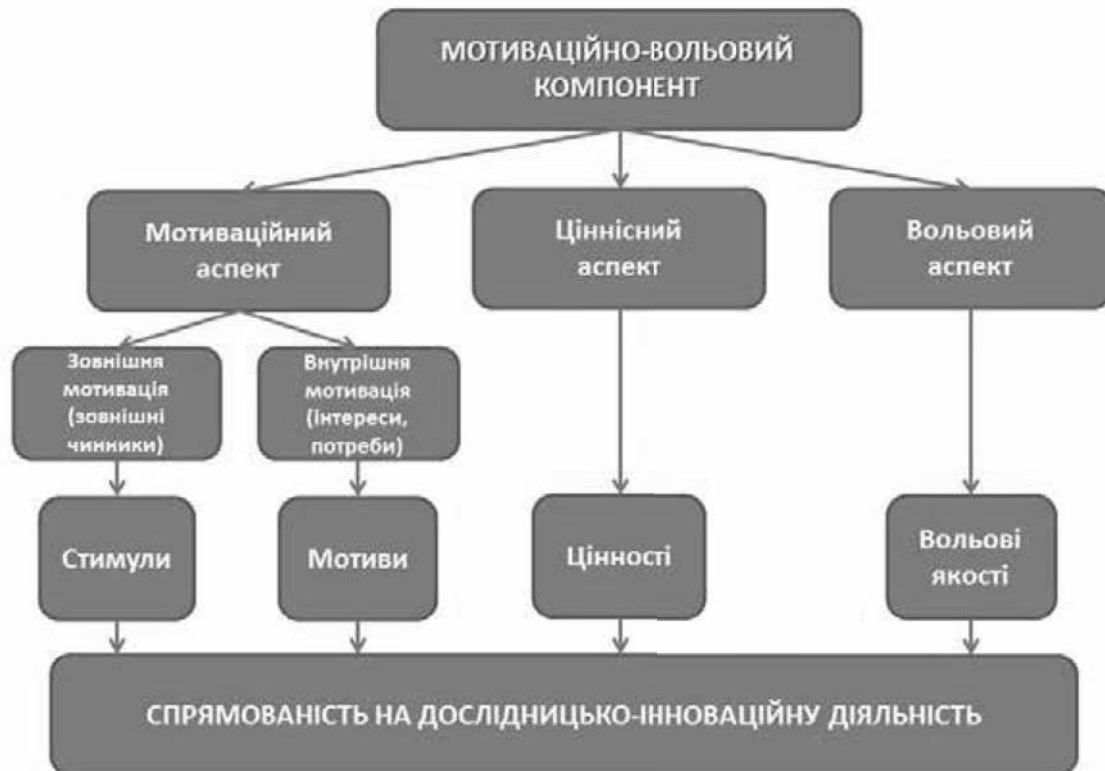 МОТИВАЦІЙНО-ВОЛЬОВИЙ
КОМПОНЕНТ
Мотиваційний
аспект
Ціннісний
аспект
Вольовий
аспект
Зовнішня
мотивація
(зовнішні
чинники)
Внутрішня
мотивація
(інтереси,
потреби)
Стимули
Мотиви
Цінності
Вольові
якості
СПРЯМОВАНІСТЬ НА ДОСЛІДНИЦЬКО-ІННОВАЦІЙНУ ДІЯЛЬНІСТЬ